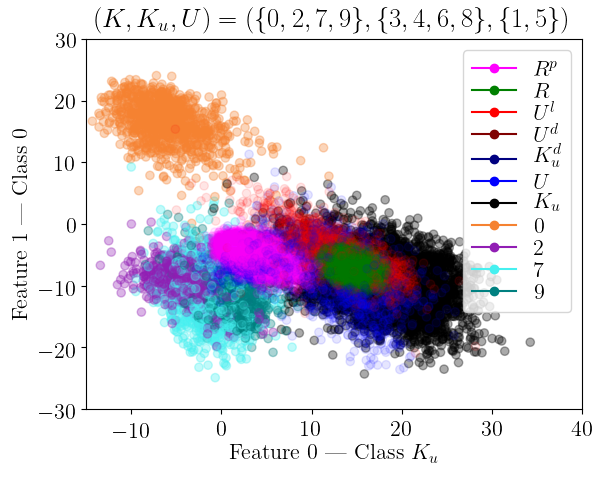 (K, K_u, U) = ({0, 2, 7, 9}, {3, 4, 6, 8}, {1, 5})
30
20
10
0
−10
−20
−30
Feature 1 — Class 0
R^p
R
U^l
U^d
K_u^d
U
K_u
0
2
7
9
−10
0
10
20
30
40
Feature 0 — Class K_u